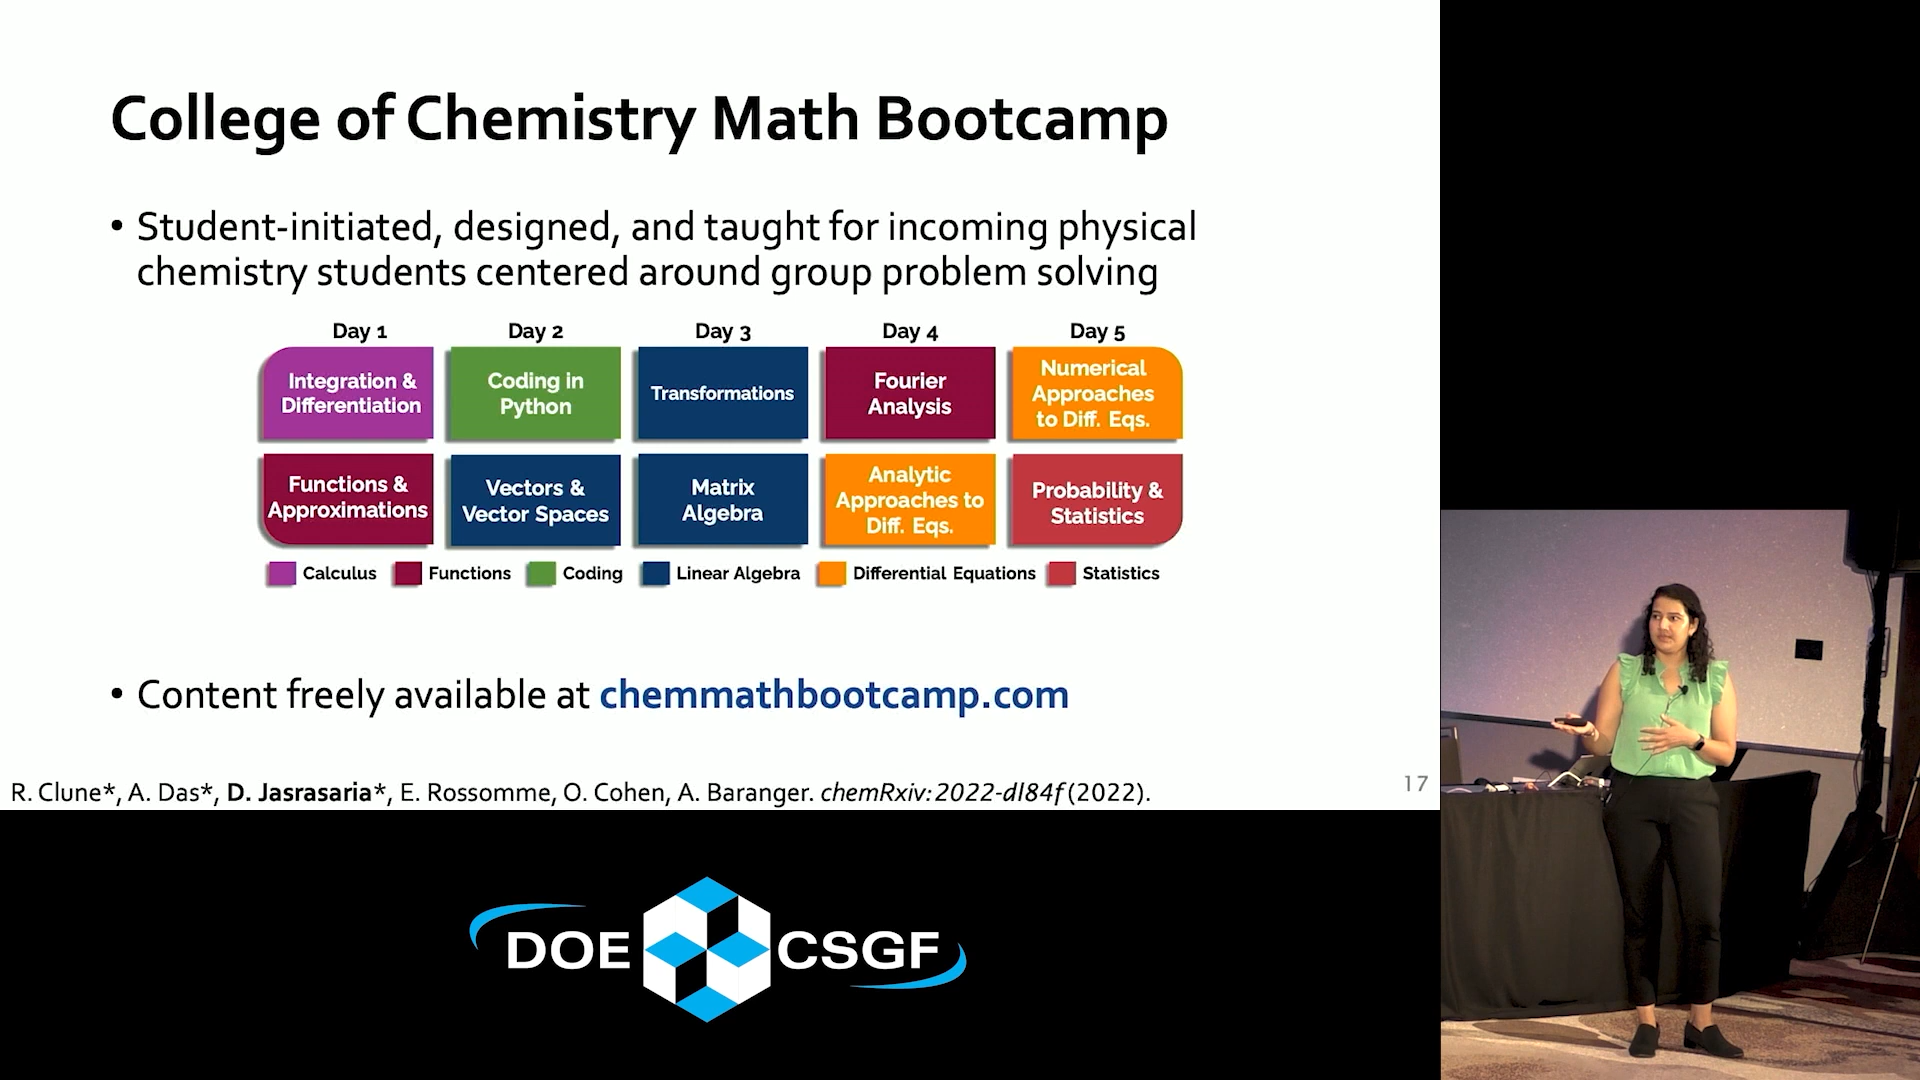 College of Chemistry Math Bootcamp
• Student-initiated, designed, and taught for incoming physical
chemistry students centered around group problem solving
Day 1 Day 2 Day 3 Day 4 Day 5
Integration &
Differentiation
Coding in
Python
Transformations
Fourier
Analysis
Numerical
Approaches
to Diff. Eqs.
Functions &
Approximations
Vectors &
Vector Spaces
Matrix
Algebra
Analytic
Approaches to
Diff. Eqs.
Probability &
Statistics
Calculus Functions Coding Linear Algebra Differential Equations Statistics
• Content freely available at chemmathbootcamp.com
R. Clune*, A. Das*, D. Jasrasaria*, E. Rossomme, O. Cohen, A. Baranger. chemRxiv: 2022-dl84f (2022).
17
DOE CSGF